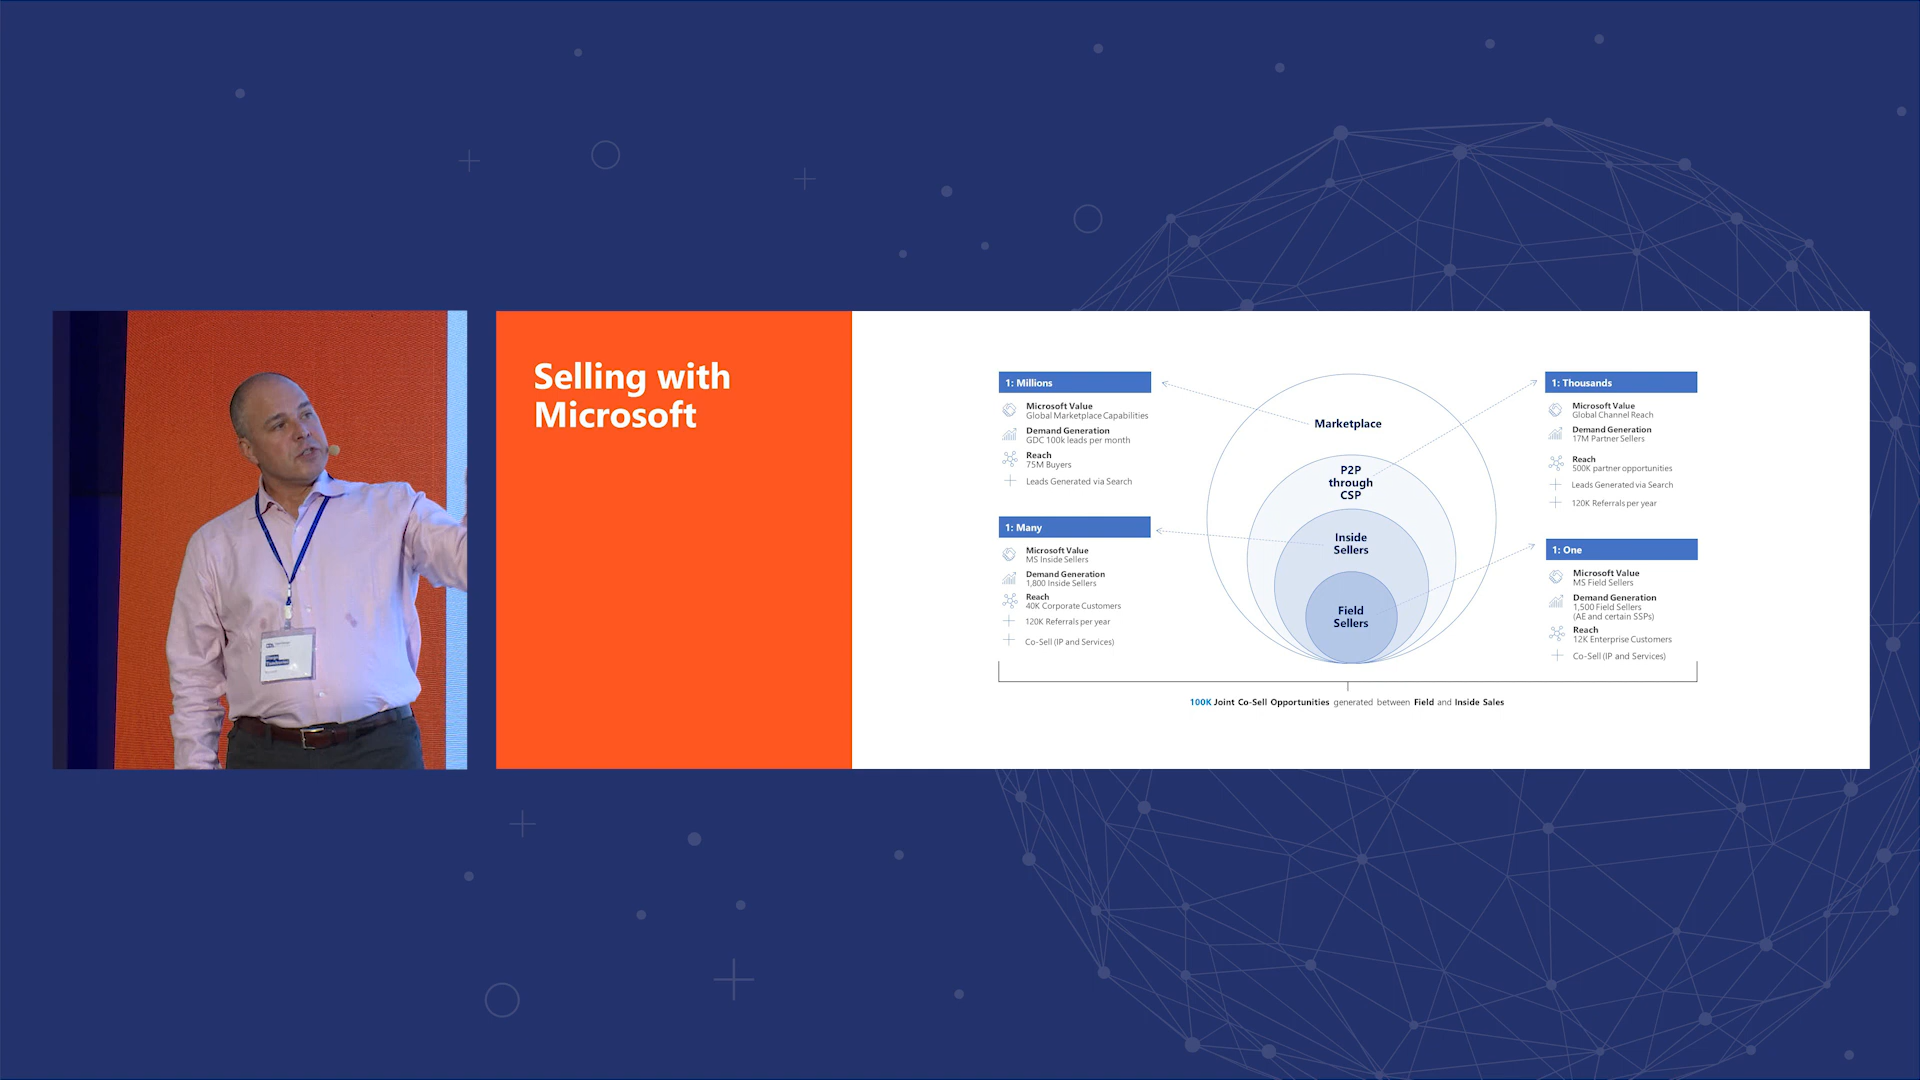 Selling with
Microsoft
1: Millions
Microsoft Value
Global Marketplace Capabilities
Demand Generation
GDC 100k leads per month
Reach
75M Buyers
Leads Generated via Search
1: Many
Microsoft Value
MS Inside Sellers
Demand Generation
1,800 Inside Sellers
Reach
40K Corporate Customers
120K Referrals per year
Co-Sell (IP and Services)
Marketplace
P2P
through
CSP
Inside
Sellers
Field
Sellers
1: Thousands
Microsoft Value
Global Channel Reach
Demand Generation
17M Partner Sellers
Reach
500K partner opportunities
Leads Generated via Search
120K Referrals per year
1: One
Microsoft Value
MS Field Sellers
Demand Generation
1,500 Field Sellers
(AE and certain SSPs)
Reach
12K Enterprise Customers
Co-Sell (IP and Services)
100K Joint Co-Sell Opportunities generated between Field and Inside Sales